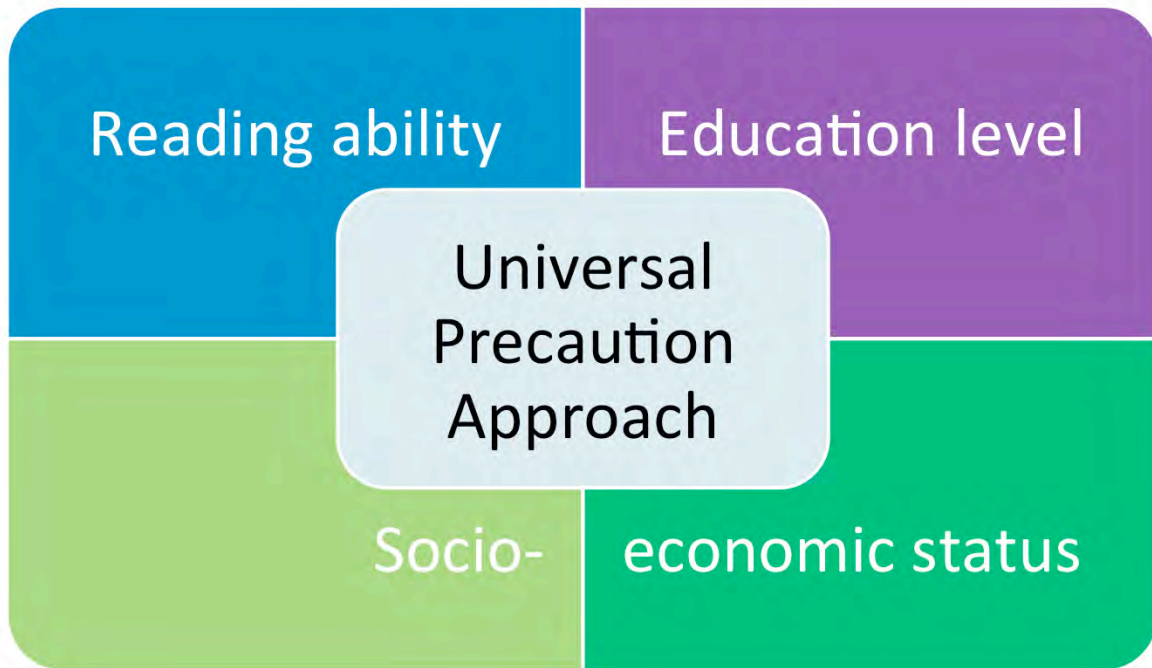 Reading ability
Education level
Universal
Precaution
Approach
Socio-
economic status